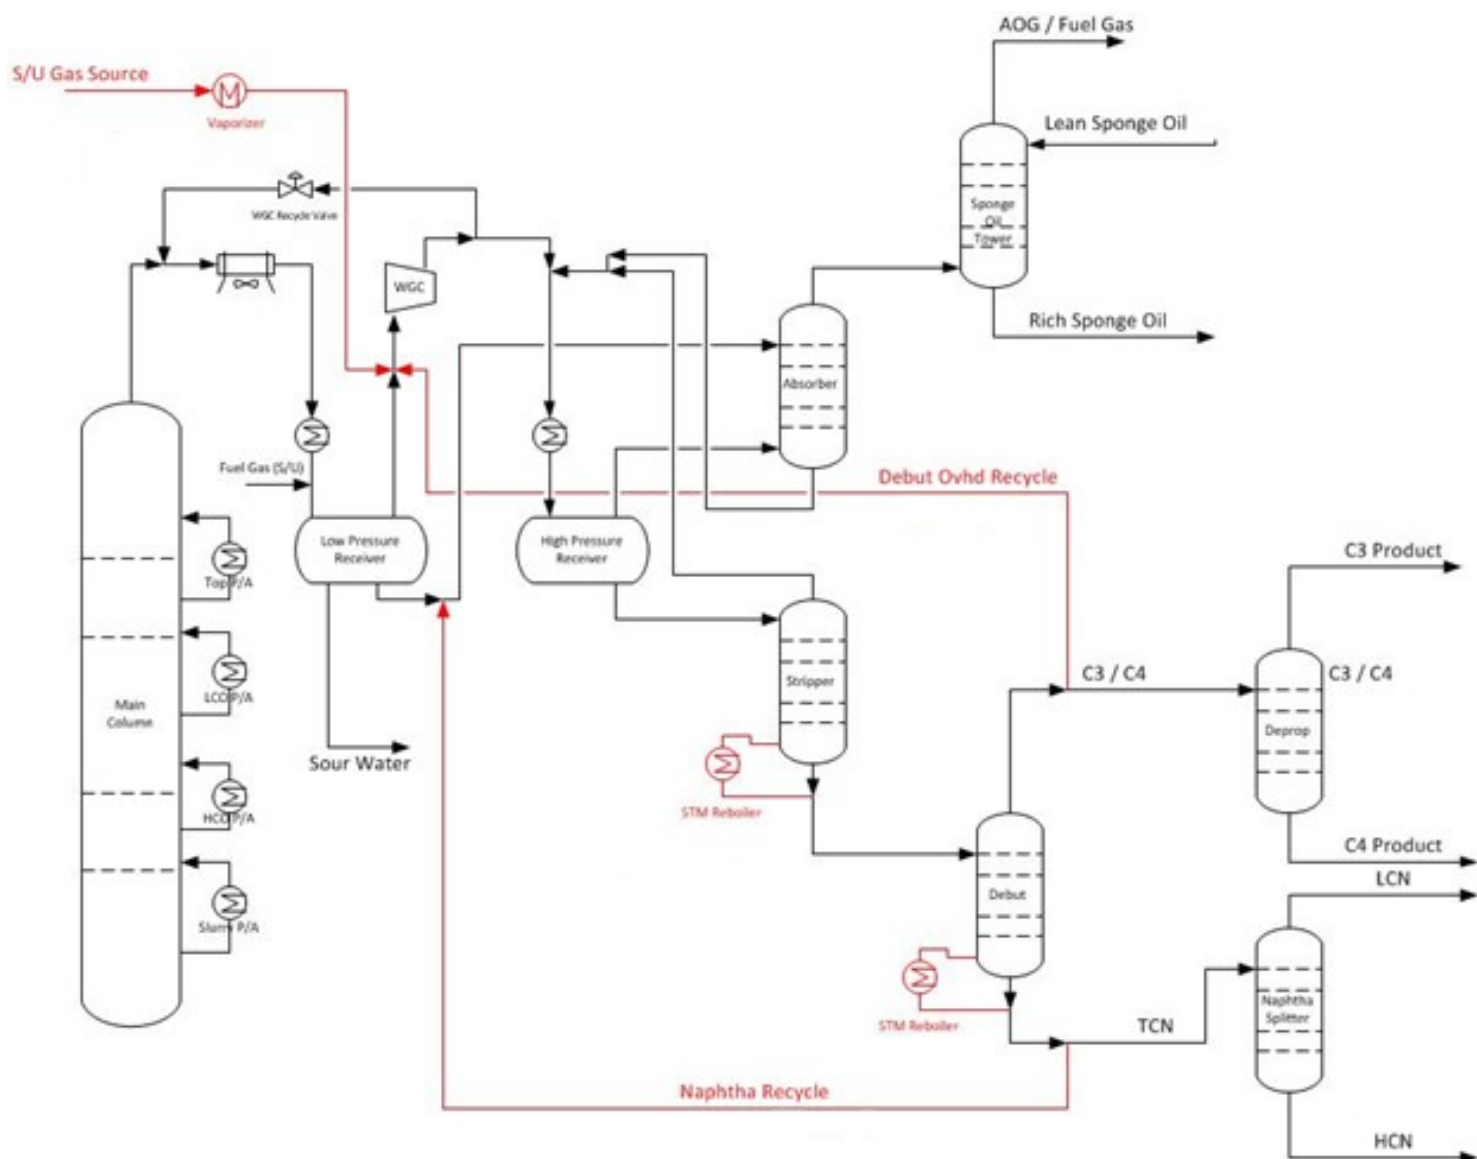 AOG / Fuel Gas
S/U Gas Source
Vaporizer
Lean Sponge Oil
WGC Recycle Valve
Sponge
Oil
Tower
WGC
Rich Sponge Oil
Absorber
Fuel Gas (S/U)
Debut Ovhd Recycle
Low Pressure
Receiver
High Pressure
Receiver
C3 Product
Top P/A
LCO P/A
Main
Column
Stripper
C3 / C4
C3 / C4
Deprop
Sour Water
HCO P/A
STM Reboiler
C4 Product
LCN
Debut
Slurry P/A
Naphtha
Splitter
STM Reboiler
TCN
Naphtha Recycle
HCN